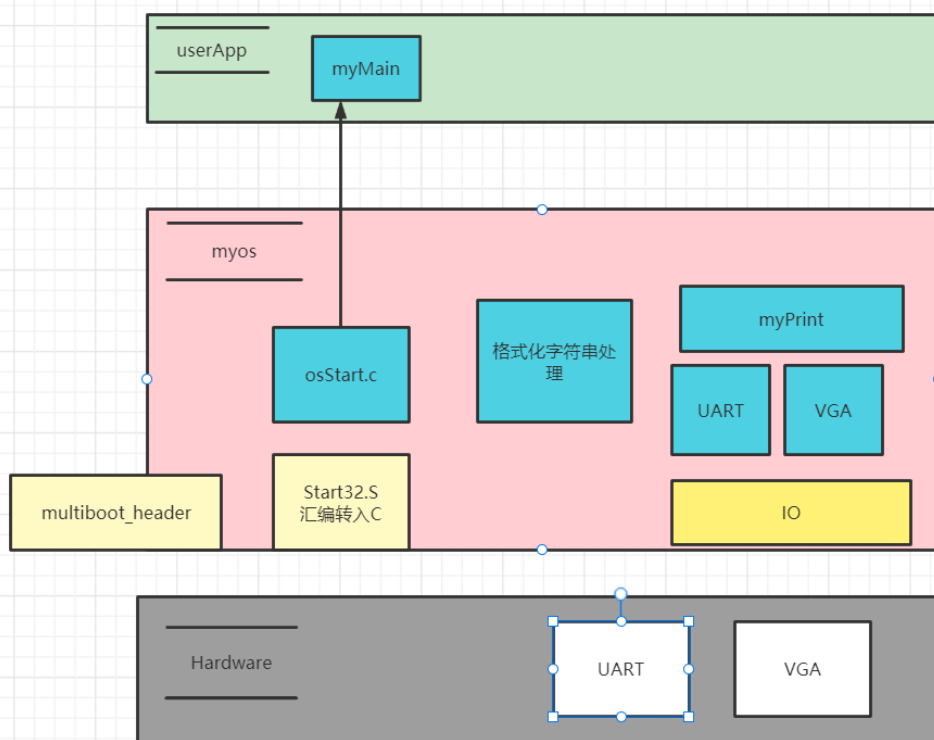 userApp
myMain
myos
myPrint
格式化字符串处
理
osStart.c
UART
VGA
Start32.S
汇编转入C
multiboot_header
IO
Hardware
UART
VGA